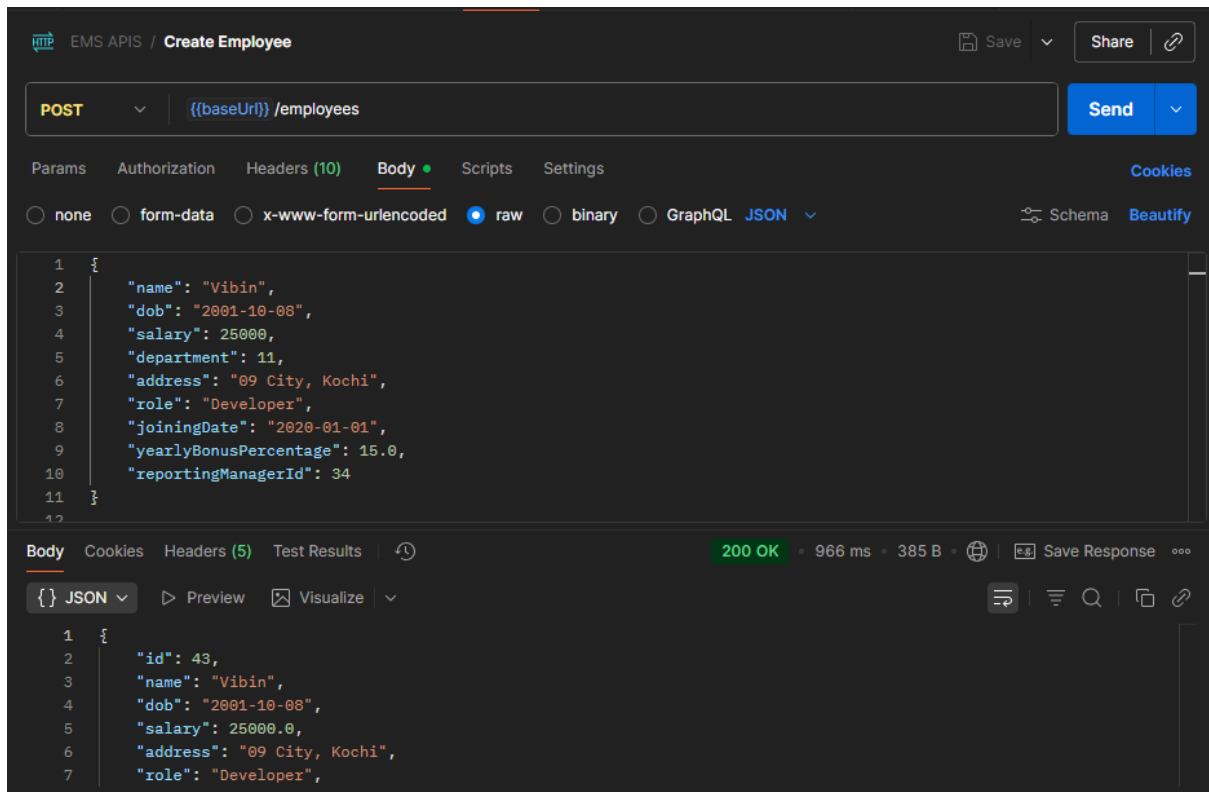 HTTP EMS APIS / Create Employee Save Share
POST {{baseUrl}} /employees Send
Params Authorization Headers (10) Body Scripts Settings Cookies
none form-data x-www-form-urlencoded raw binary GraphQL JSON Schema Beautify
1 {
2 "name": "Vibin",
3 "dob": "2001-10-08",
4 "salary": 25000,
5 "department": 11,
6 "address": "09 City, Kochi",
7 "role": "Developer",
8 "joiningDate": "2020-01-01",
9 "yearlyBonusPercentage": 15.0,
10 "reportingManagerId": 34
11 }
12
Body Cookies Headers (5) Test Results 200 OK • 966 ms • 385 B • e.g. Save Response
{} JSON Preview Visualize
1 {
2 "id": 43,
3 "name": "Vibin",
4 "dob": "2001-10-08",
5 "salary": 25000.0,
6 "address": "09 City, Kochi",
7 "role": "Developer",